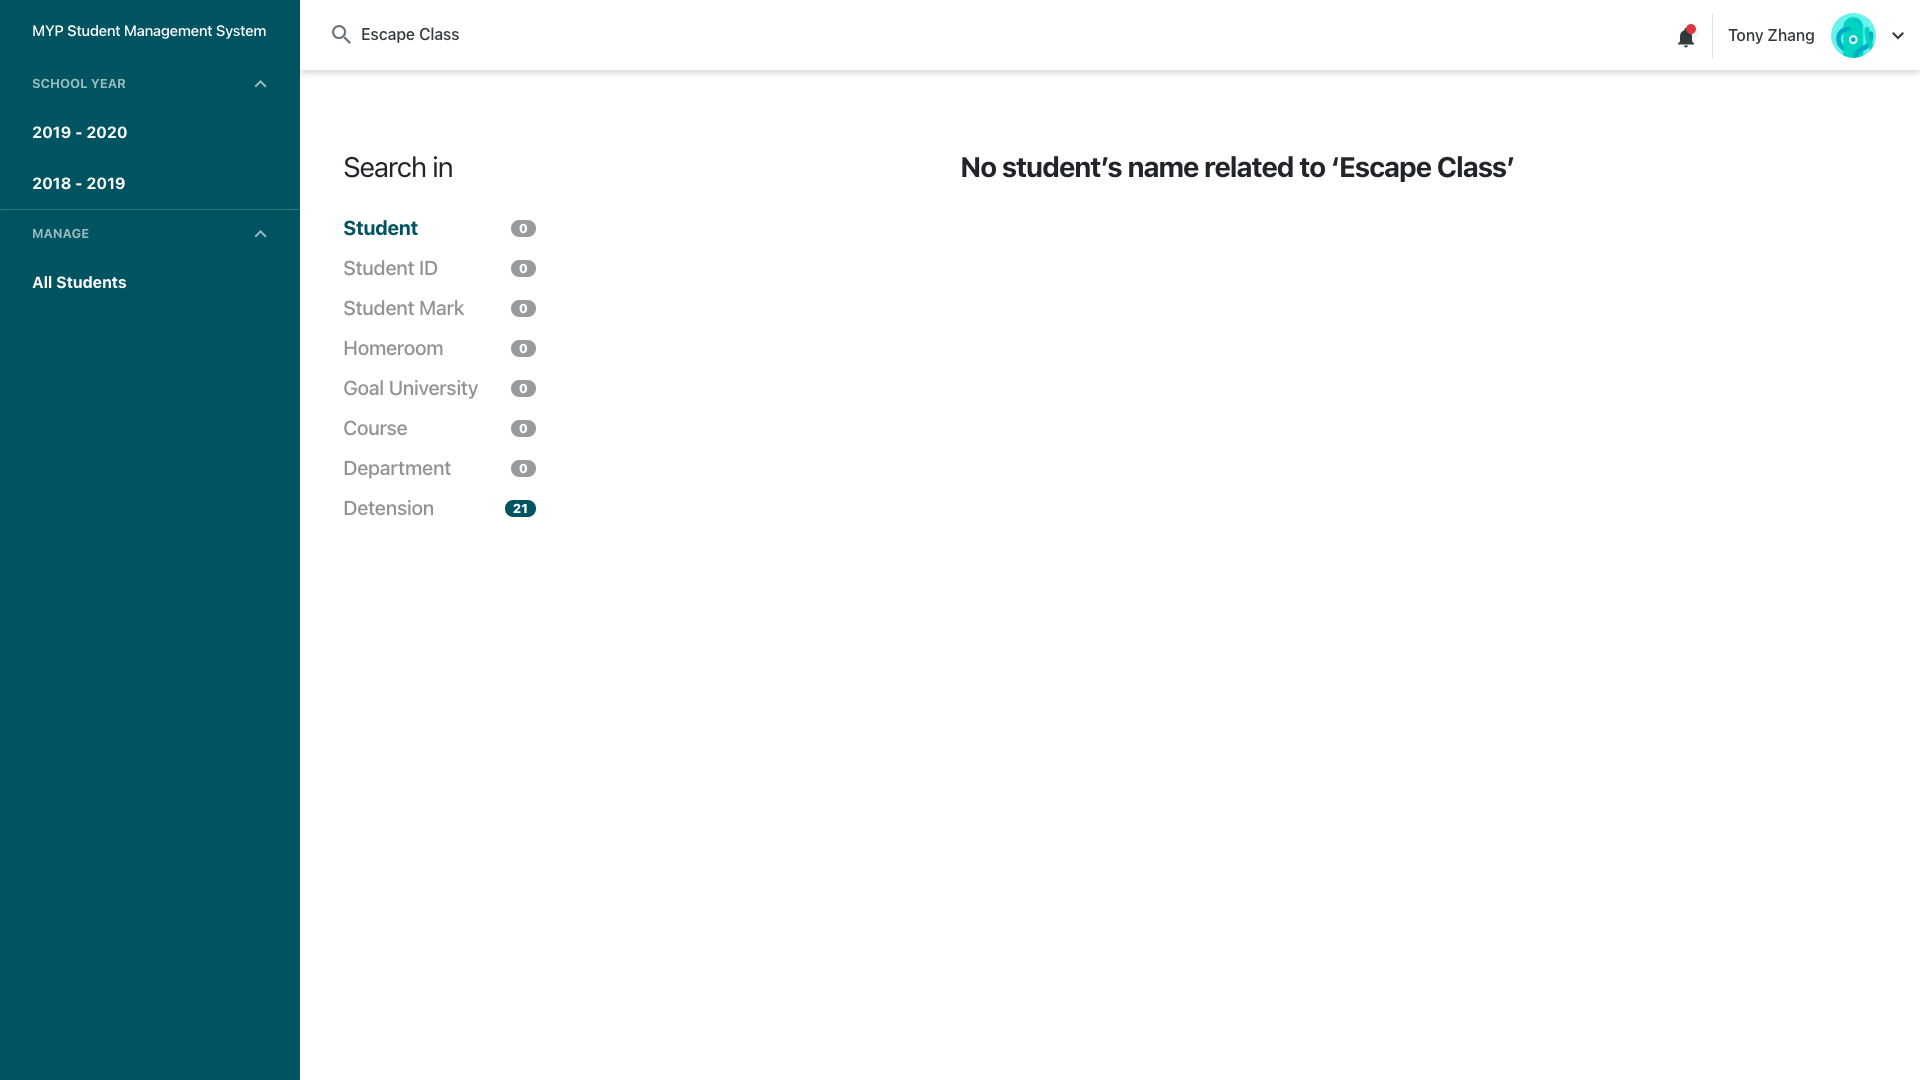 MYP Student Management System
SCHOOL YEAR
2019 - 2020
2018 - 2019
MANAGE
All Students
Escape Class
Tony Zhang
Search in
Student 0
Student ID 0
Student Mark 0
Homeroom 0
Goal University 0
Course 0
Department 0
Detension 21
No student’s name related to ‘Escape Class’